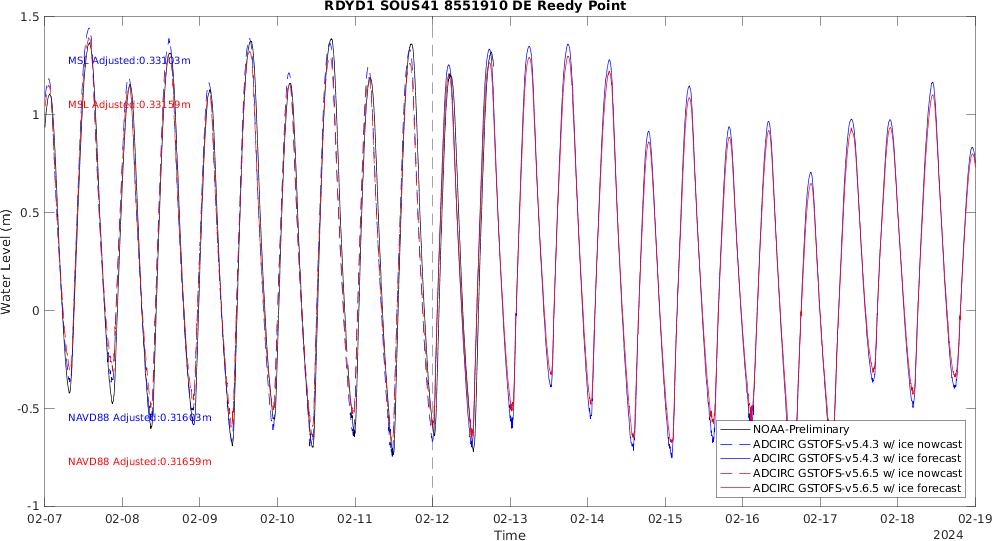 RDYD1 SOUS41 8551910 DE Reedy Point
1.5
1
0.5
0
-0.5
-1
Water Level (m)
MSL Adjusted:0.33103m
MSL Adjusted:0.33159m
NAVD88 Adjusted:0.31603m
NAVD88 Adjusted:0.31659m
NOAA-Preliminary
ADCIRC GSTOFS-v5.4.3 w/ ice nowcast
ADCIRC GSTOFS-v5.4.3 w/ ice forecast
ADCIRC GSTOFS-v5.6.5 w/ ice nowcast
ADCIRC GSTOFS-v5.6.5 w/ ice forecast
02-07 02-08 02-09 02-10 02-11 02-12 02-13 02-14 02-15 02-16 02-17 02-18 02-19
Time
2024